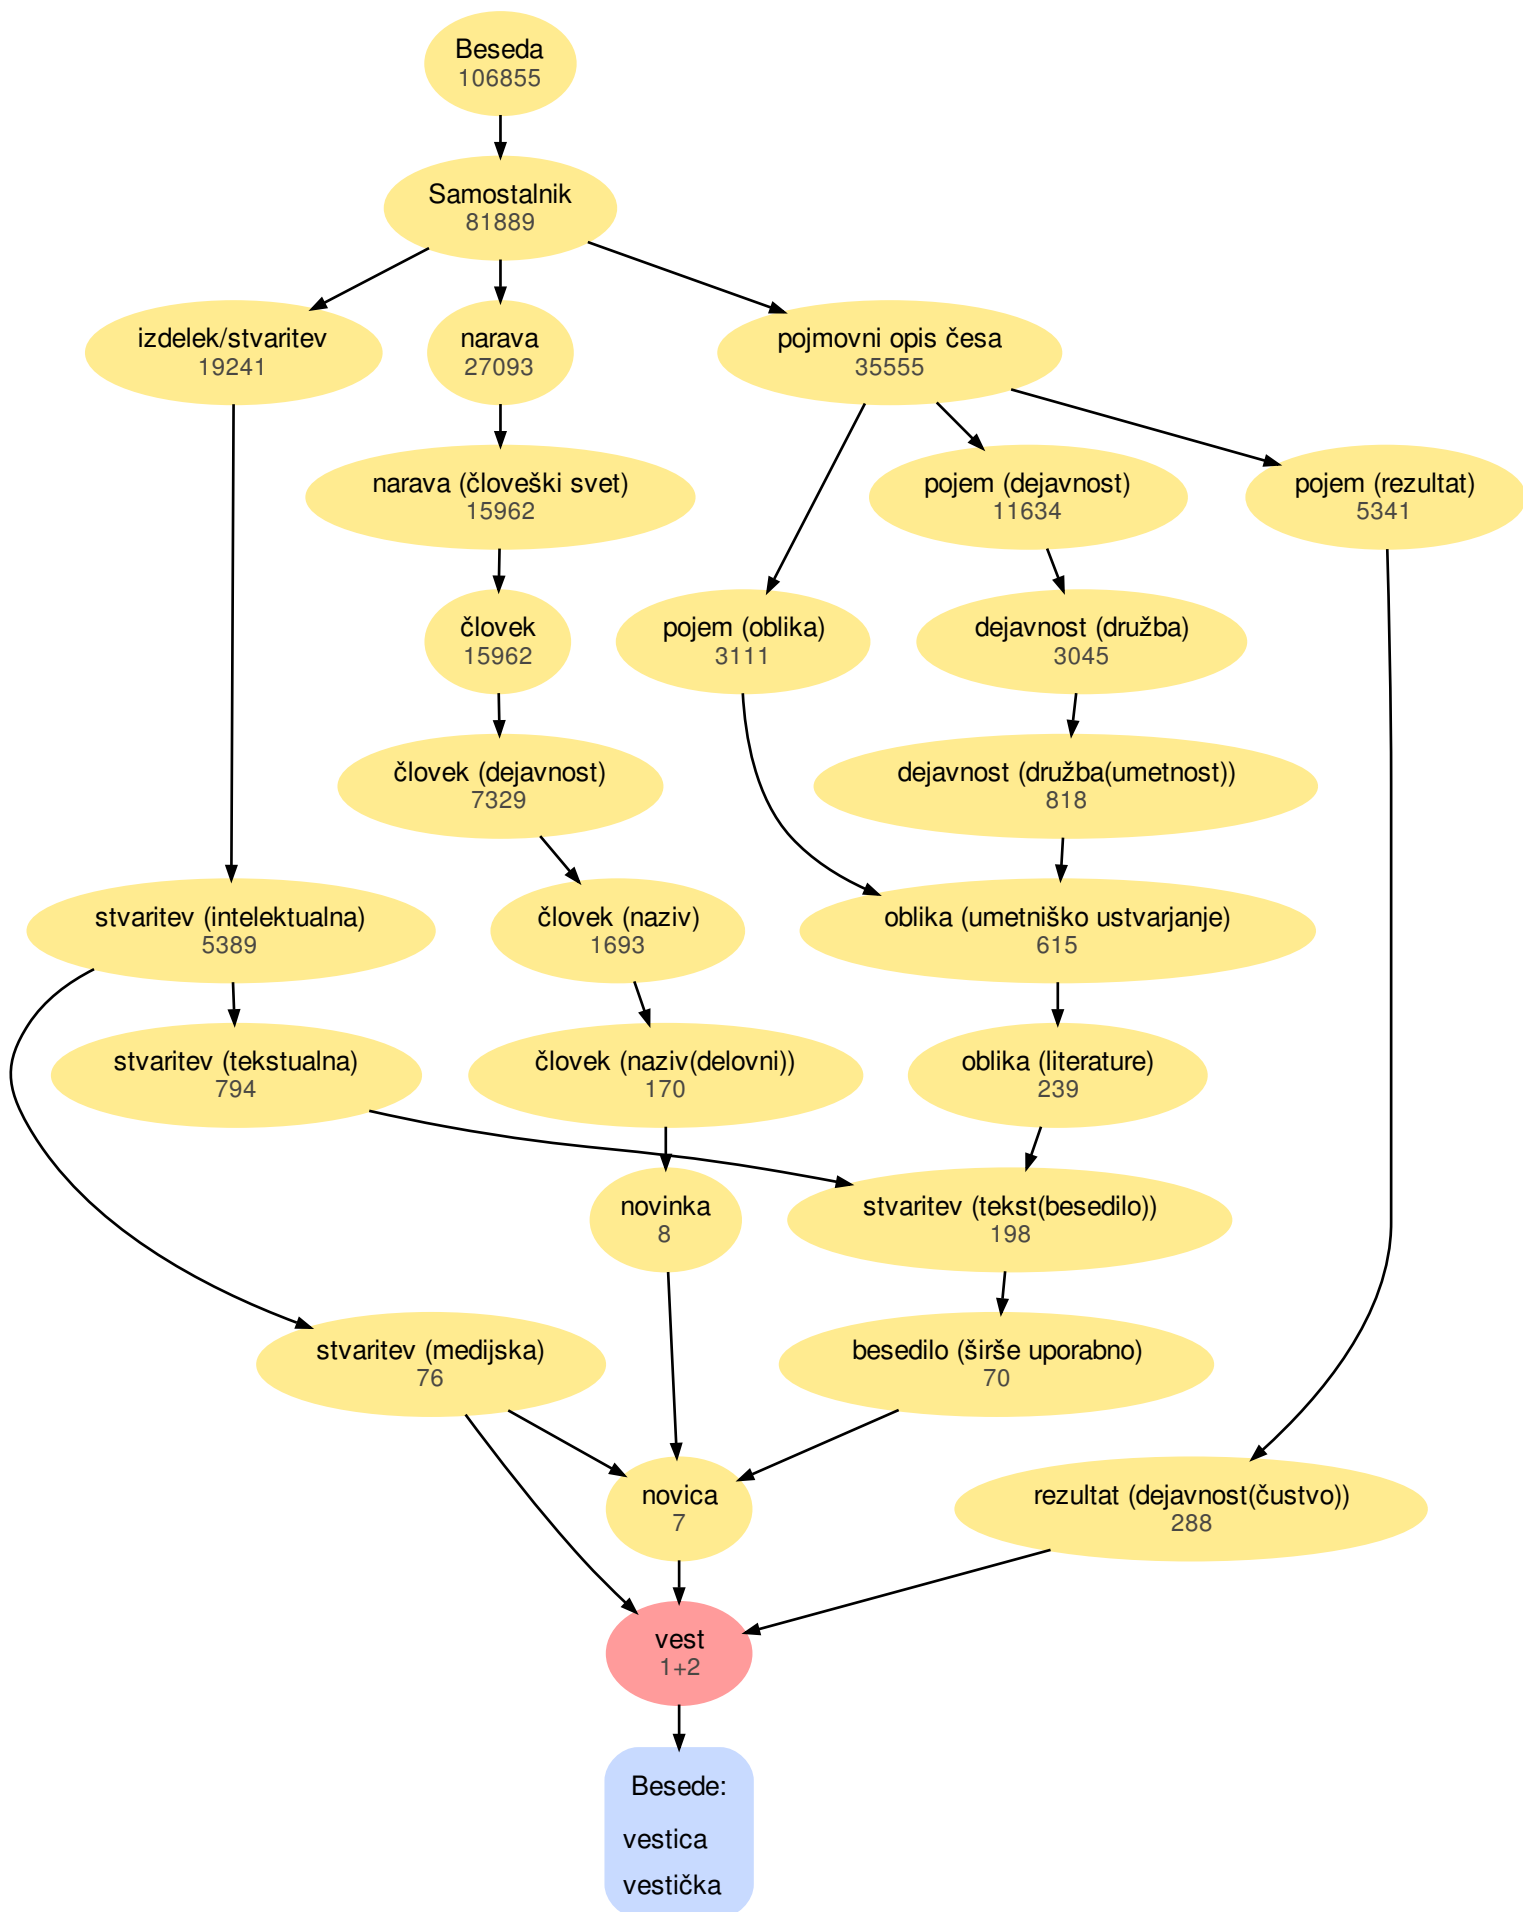 Beseda
106855
Samostalnik
81889
izdelek/stvaritev
19241
narava
27093
pojmovni opis česa
35555
narava (človeški svet)
15962
pojem (dejavnost)
11634
pojem (rezultat)
5341
človek
15962
pojem (oblika)
3111
dejavnost (družba)
3045
človek (dejavnost)
7329
dejavnost (družba(umetnost))
818
stvaritev (intelektualna)
5389
človek (naziv)
1693
oblika (umetniško ustvarjanje)
615
stvaritev (tekstualna)
794
človek (naziv(delovni))
170
oblika (literature)
239
novinka
8
stvaritev (tekst(besedilo))
198
stvaritev (medijska)
76
besedilo (širše uporabno)
70
novica
7
rezultat (dejavnost(čustvo))
288
vest
1+2
Besede:
vestica
vestička